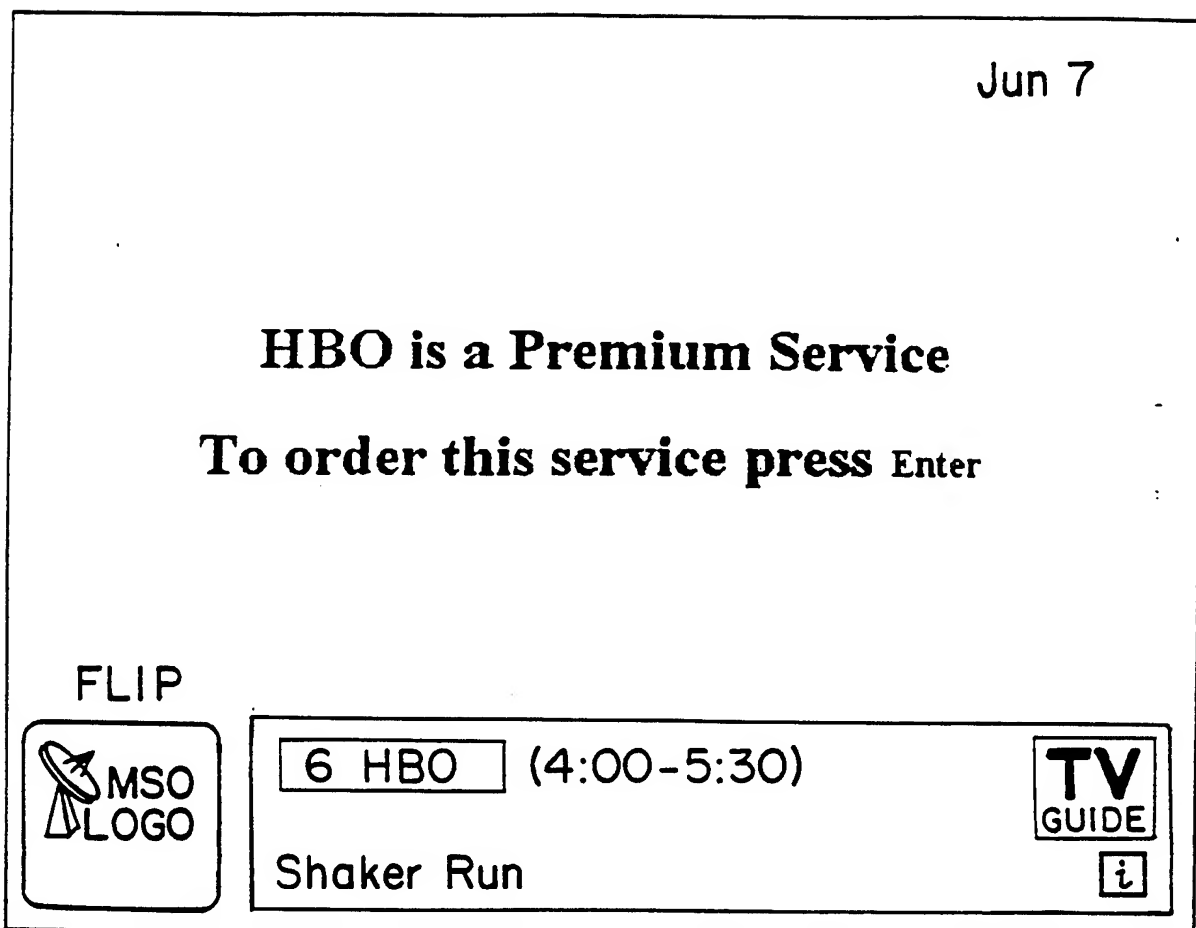 Jun 7
HBO is a Premium Service
To order this service press Enter
FLIP
MSO
LOGO
6 HBO (4:00-5:30)
TV
GUIDE
Shaker Run
i